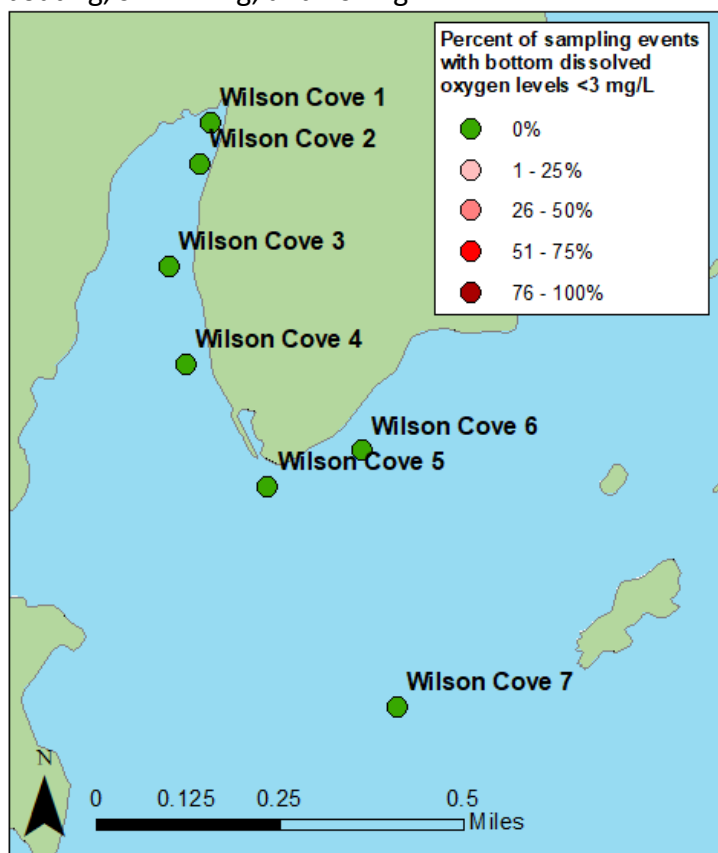 Percent of sampling events
with bottom dissolved
oxygen levels <3 mg/L
0%
1 - 25%
26 - 50%
51 - 75%
76 - 100%
Wilson Cove 1
Wilson Cove 2
Wilson Cove 3
Wilson Cove 4
Wilson Cove 6
Wilson Cove 5
Wilson Cove 7
N
0 0.125 0.25 0.5
Miles